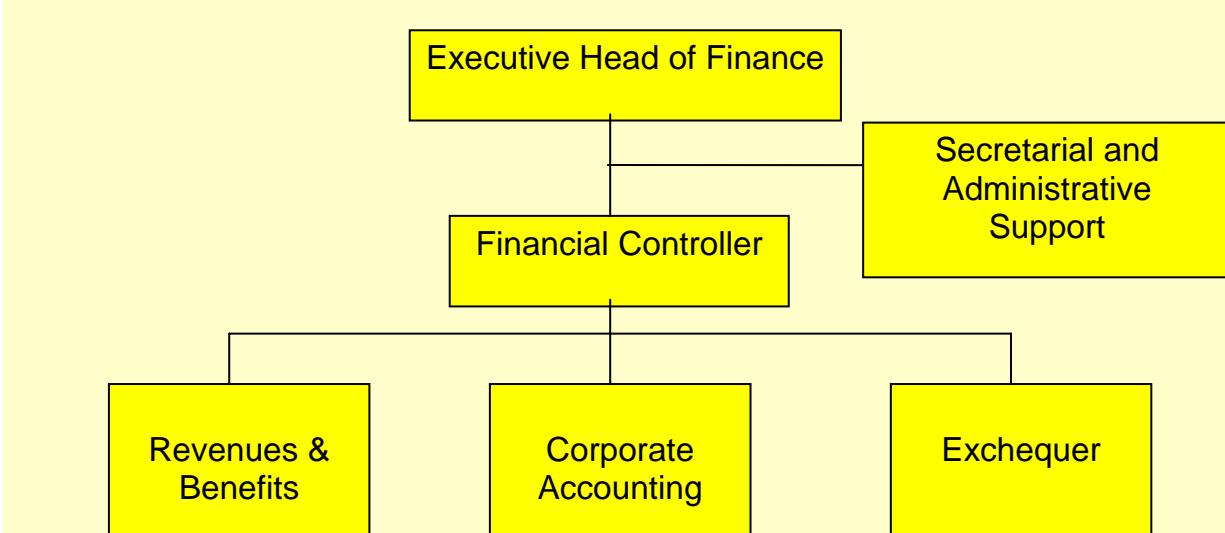 Executive Head of Finance
Secretarial and
Administrative
Support
Financial Controller
Revenues &
Benefits
Corporate
Accounting
Exchequer